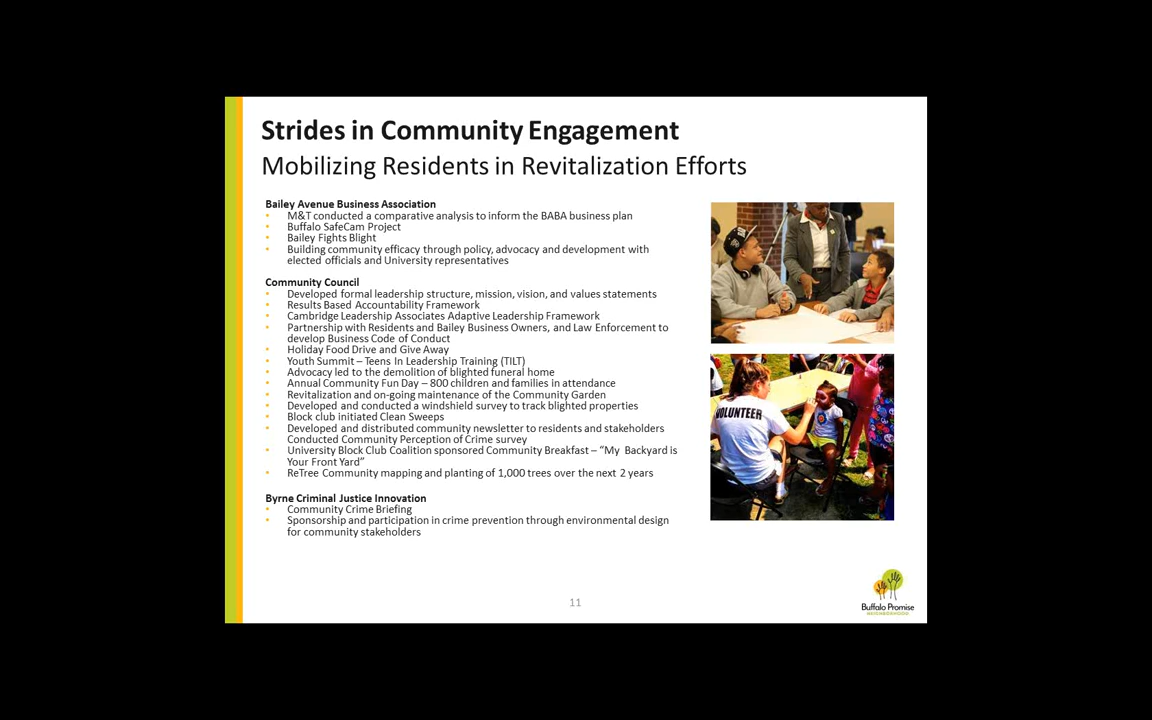 Strides in Community Engagement
Mobilizing Residents in Revitalization Efforts
Bailey Avenue Business Association
• M&T conducted a comparative analysis to inform the BABA business plan
• Buffalo SafeCam Project
• Bailey Fights Blight
• Building community efficacy through policy, advocacy and development with
elected officials and University representatives
Community Council
• Developed formal leadership structure, mission, vision, and values statements
• Results Based Accountability Framework
• Cambridge Leadership Associates Adaptive Leadership Framework
• Partnership with Residents and Bailey Business Owners, and Law Enforcement to
develop Business Code of Conduct
• Holiday Food Drive and Give Away
• Youth Summit – Teens In Leadership Training (TILT)
• Advocacy led to the demolition of blighted funeral home
• Annual Community Fun Day – 800 children and families in attendance
• Revitalization and on-going maintenance of the Community Garden
• Developed and conducted a windshield survey to track blighted properties
• Block club initiated Clean Sweeps
• Developed and distributed community newsletter to residents and stakeholders
Conducted Community Perception of Crime survey
• University Block Club Coalition sponsored Community Breakfast – “My Backyard is
Your Front Yard”
• ReTree Community mapping and planting of 1,000 trees over the next 2 years
Byrne Criminal Justice Innovation
• Community Crime Briefing
• Sponsorship and participation in crime prevention through environmental design
for community stakeholders
VOLUNTEER
11
Buffalo Promise